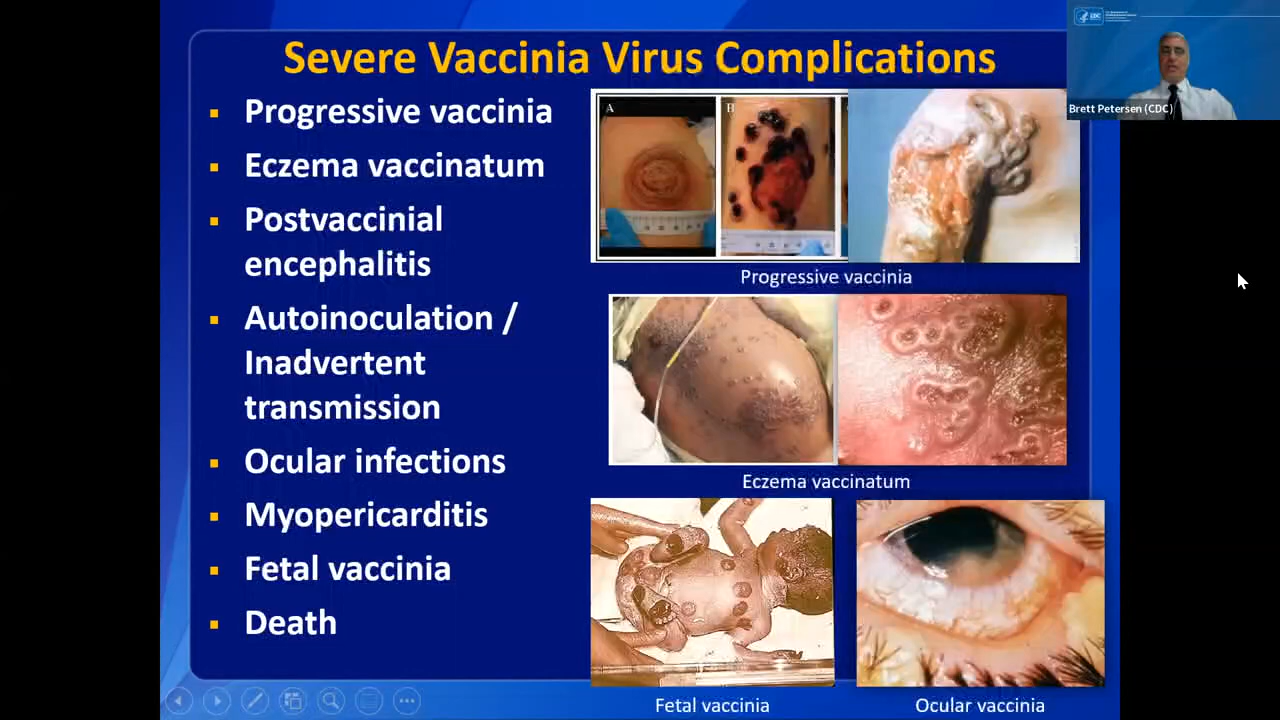 Severe Vaccinia Virus Complications
Progressive vaccinia
Eczema vaccinatum
Postvaccinial
encephalitis
Autoinoculation /
Inadvertent
transmission
Ocular infections
Myopericarditis
Fetal vaccinia
Death
A
B
Progressive vaccinia
Eczema vaccinatum
Fetal vaccinia
Ocular vaccinia
CDC
Brett Petersen (CDC)